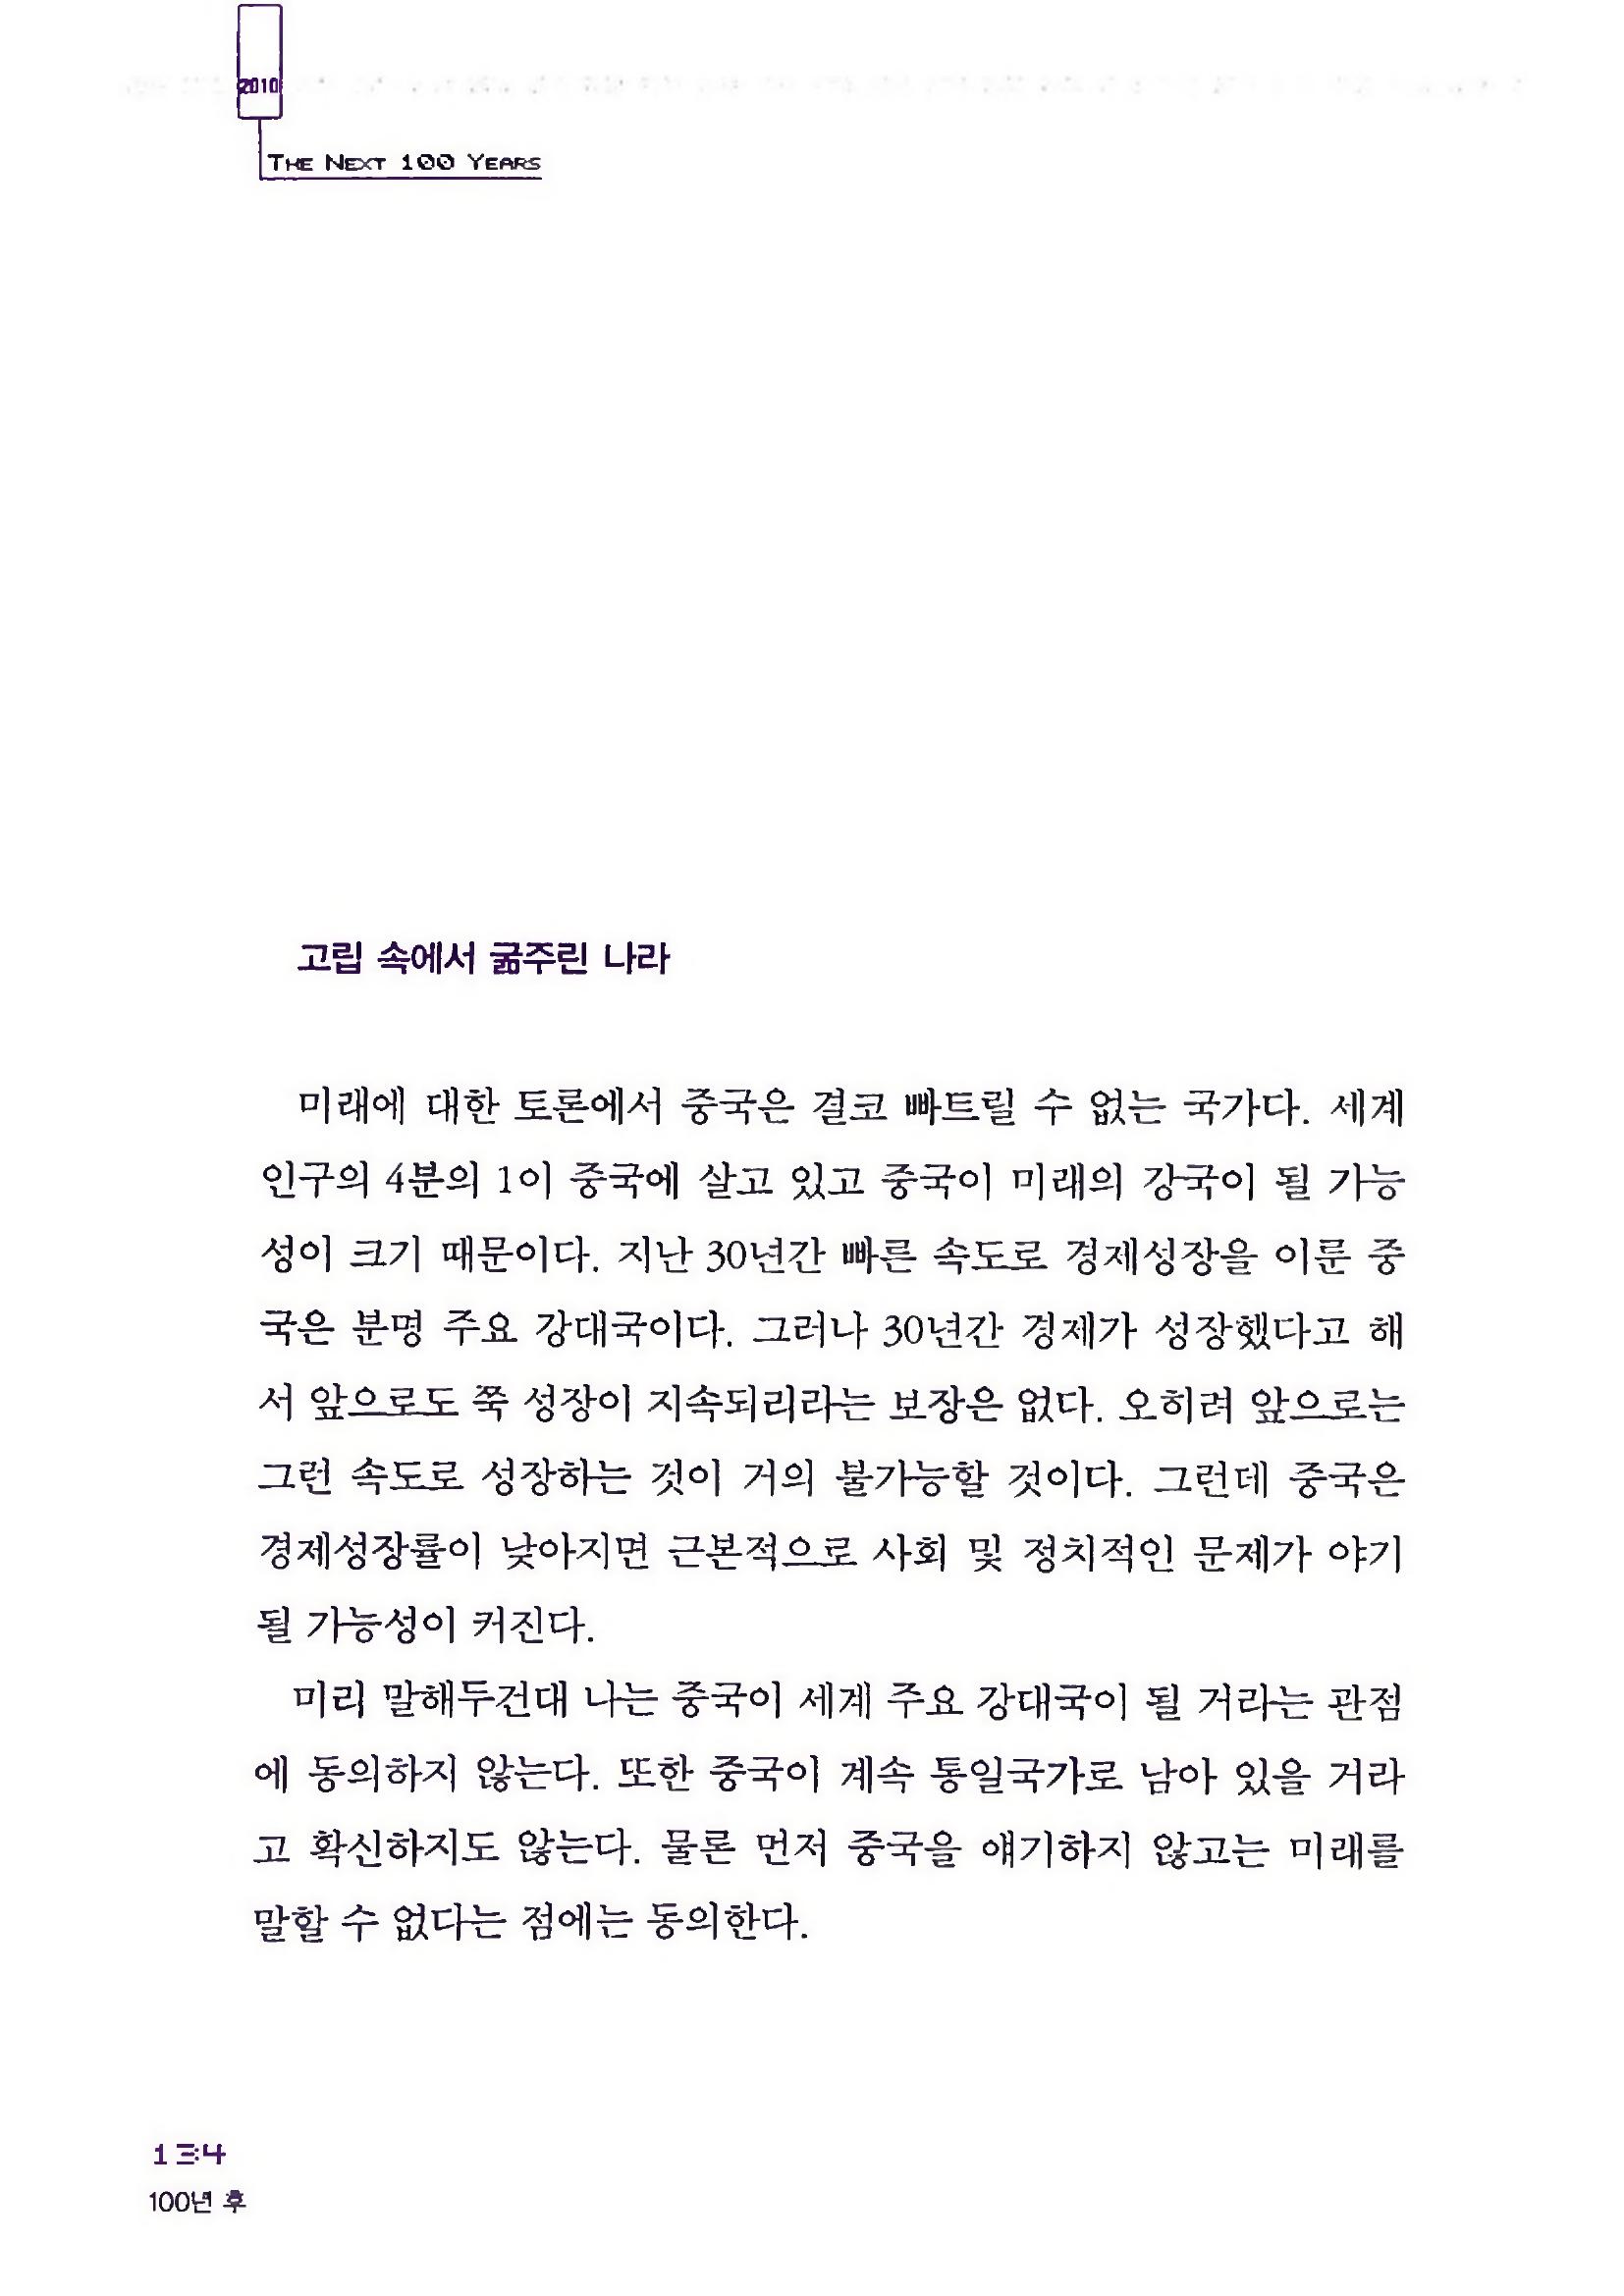 2010
THE NEXT 100 YEARS
고립 속에서 굶주린 나라
미래에 대한 토론에서 중국은 결코 빠트릴 수 없는 국가다. 세계
인구의 4분의 1이 중국에 살고 있고 중국이 미래의 강국이 될 가능
성이 크기 때문이다. 지난 30년간 빠른 속도로 경제성장을 이룬 중
국은 분명 주요 강대국이다. 그러나 30년간 경제가 성장했다고 해
서 앞으로도 쭉 성장이 지속되리라는 보장은 없다. 오히려 앞으로는
그런 속도로 성장하는 것이 거의 불가능할 것이다. 그런데 중국은
경제성장률이 낮아지면 근본적으로 사회 및 정치적인 문제가 야기
될 가능성이 커진다.
미리 말해두건대 나는 중국이 세계 주요 강대국이 될 거라는 관점
에 동의하지 않는다. 또한 중국이 계속 통일국가로 남아 있을 거라
고 확신하지도 않는다. 물론 먼저 중국을 얘기하지 않고는 미래를
말할 수 없다는 점에는 동의한다.
134
100년 후